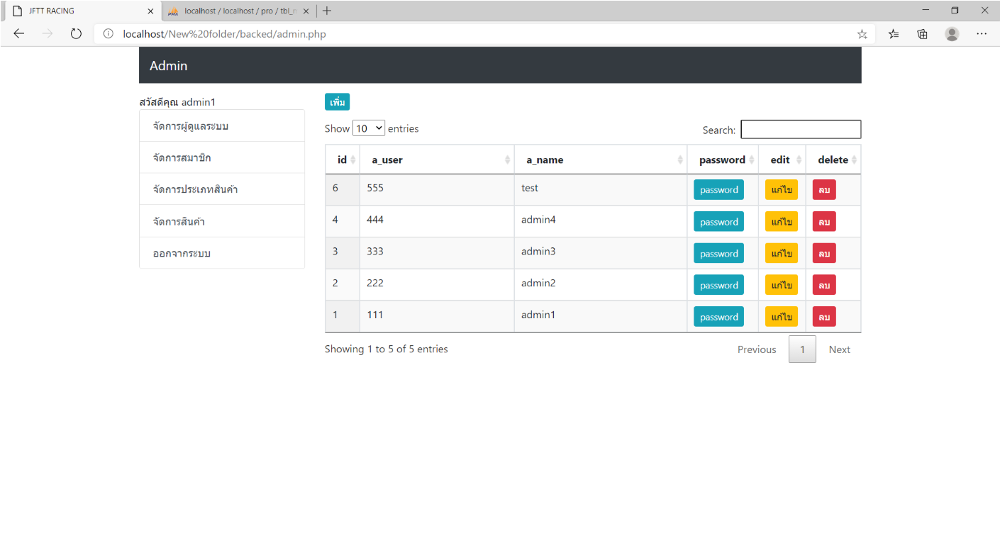 JFTT RACING
localhost / localhost / pro / tbl_
localhost/New%20folder/backed/admin.php
Admin
สวัสดีคุณ admin1
จัดการผู้ดูแลระบบ
จัดการสมาชิก
จัดการประเภทสินค้า
จัดการสินค้า
ออกจากระบบ
เพิ่ม
Show 10 entries
Search:
id a_user a_name password edit delete
6 555 test password แก้ไข ลบ
4 444 admin4 password แก้ไข ลบ
3 333 admin3 password แก้ไข ลบ
2 222 admin2 password แก้ไข ลบ
1 111 admin1 password แก้ไข ลบ
Showing 1 to 5 of 5 entries
Previous 1 Next